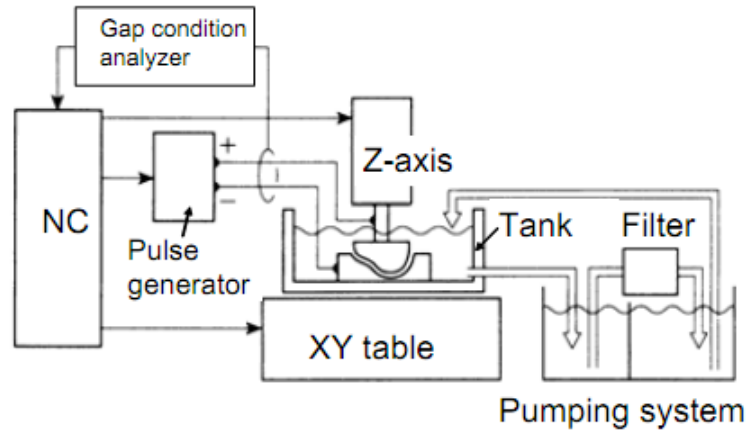 Gap condition
analyzer
NC
+
−
Pulse
generator
Z-axis
Tank
Filter
XY table
Pumping system